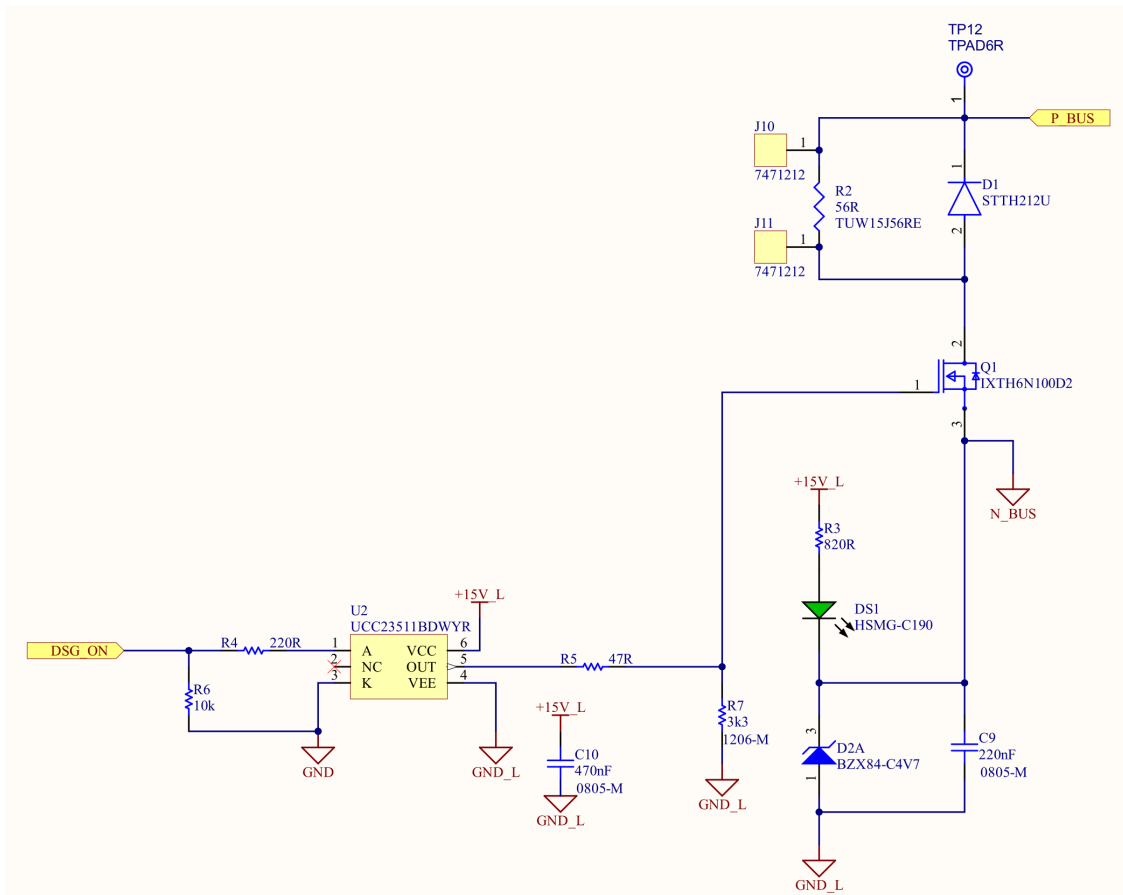 TP12
TPAD6R
1
P_BUS
J10
1
7471212
R2
56R
TUW15J56RE
1
D1
STTH212U
2
J11
1
7471212
2
Q1
IXTH6N100D2
1
3
N_BUS
+15V_L
R3
820R
DS1
HSMG-C190
U2
UCC23511BDWYR
+15V_L
DSG_ON
R4
220R
1
A
VCC
6
2
NC
OUT
5
3
K
VEE
4
R5
47R
R6
10k
GND
GND_L
+15V_L
C10
470nF
0805-M
GND_L
R7
3k3
1206-M
GND_L
3
D2A
BZX84-C4V7
1
C9
220nF
0805-M
GND_L